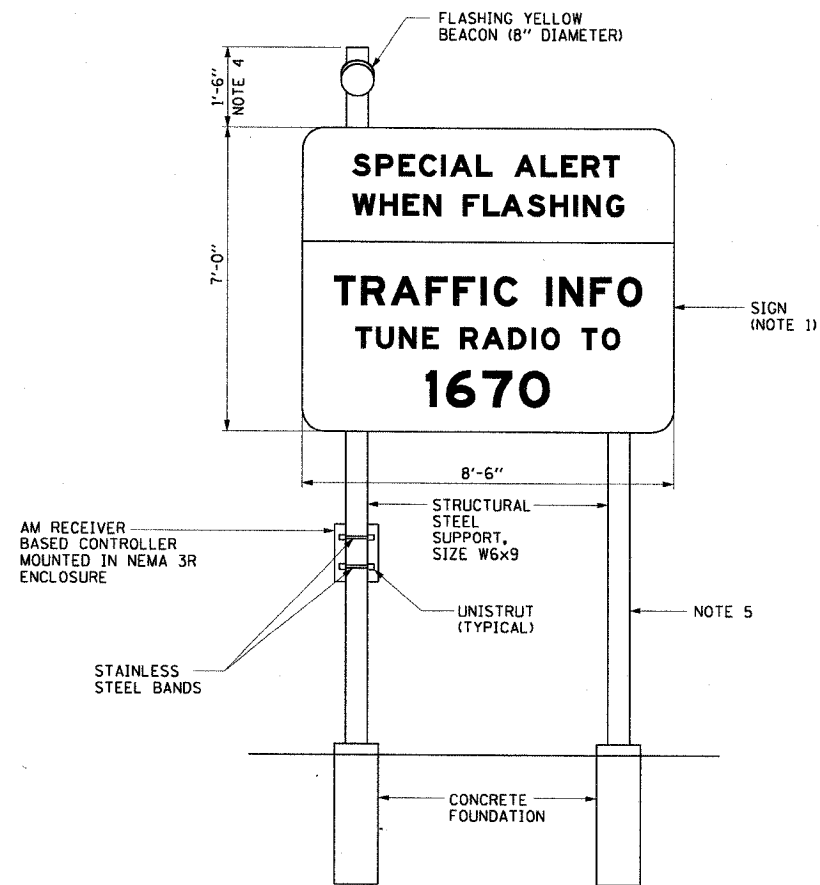 FLASHING YELLOW
BEACON (8" DIAMETER)
1'-6"
NOTE 4
SPECIAL ALERT
WHEN FLASHING
7'-0"
TRAFFIC INFO
TUNE RADIO TO
1670
SIGN
(NOTE 1)
8'-6"
STRUCTURAL
STEEL
SUPPORT,
SIZE W6x9
AM RECEIVER
BASED CONTROLLER
MOUNTED IN NEMA 3R
ENCLOSURE
UNISTRUT
(TYPICAL)
NOTE 5
STAINLESS
STEEL BANDS
CONCRETE
FOUNDATION